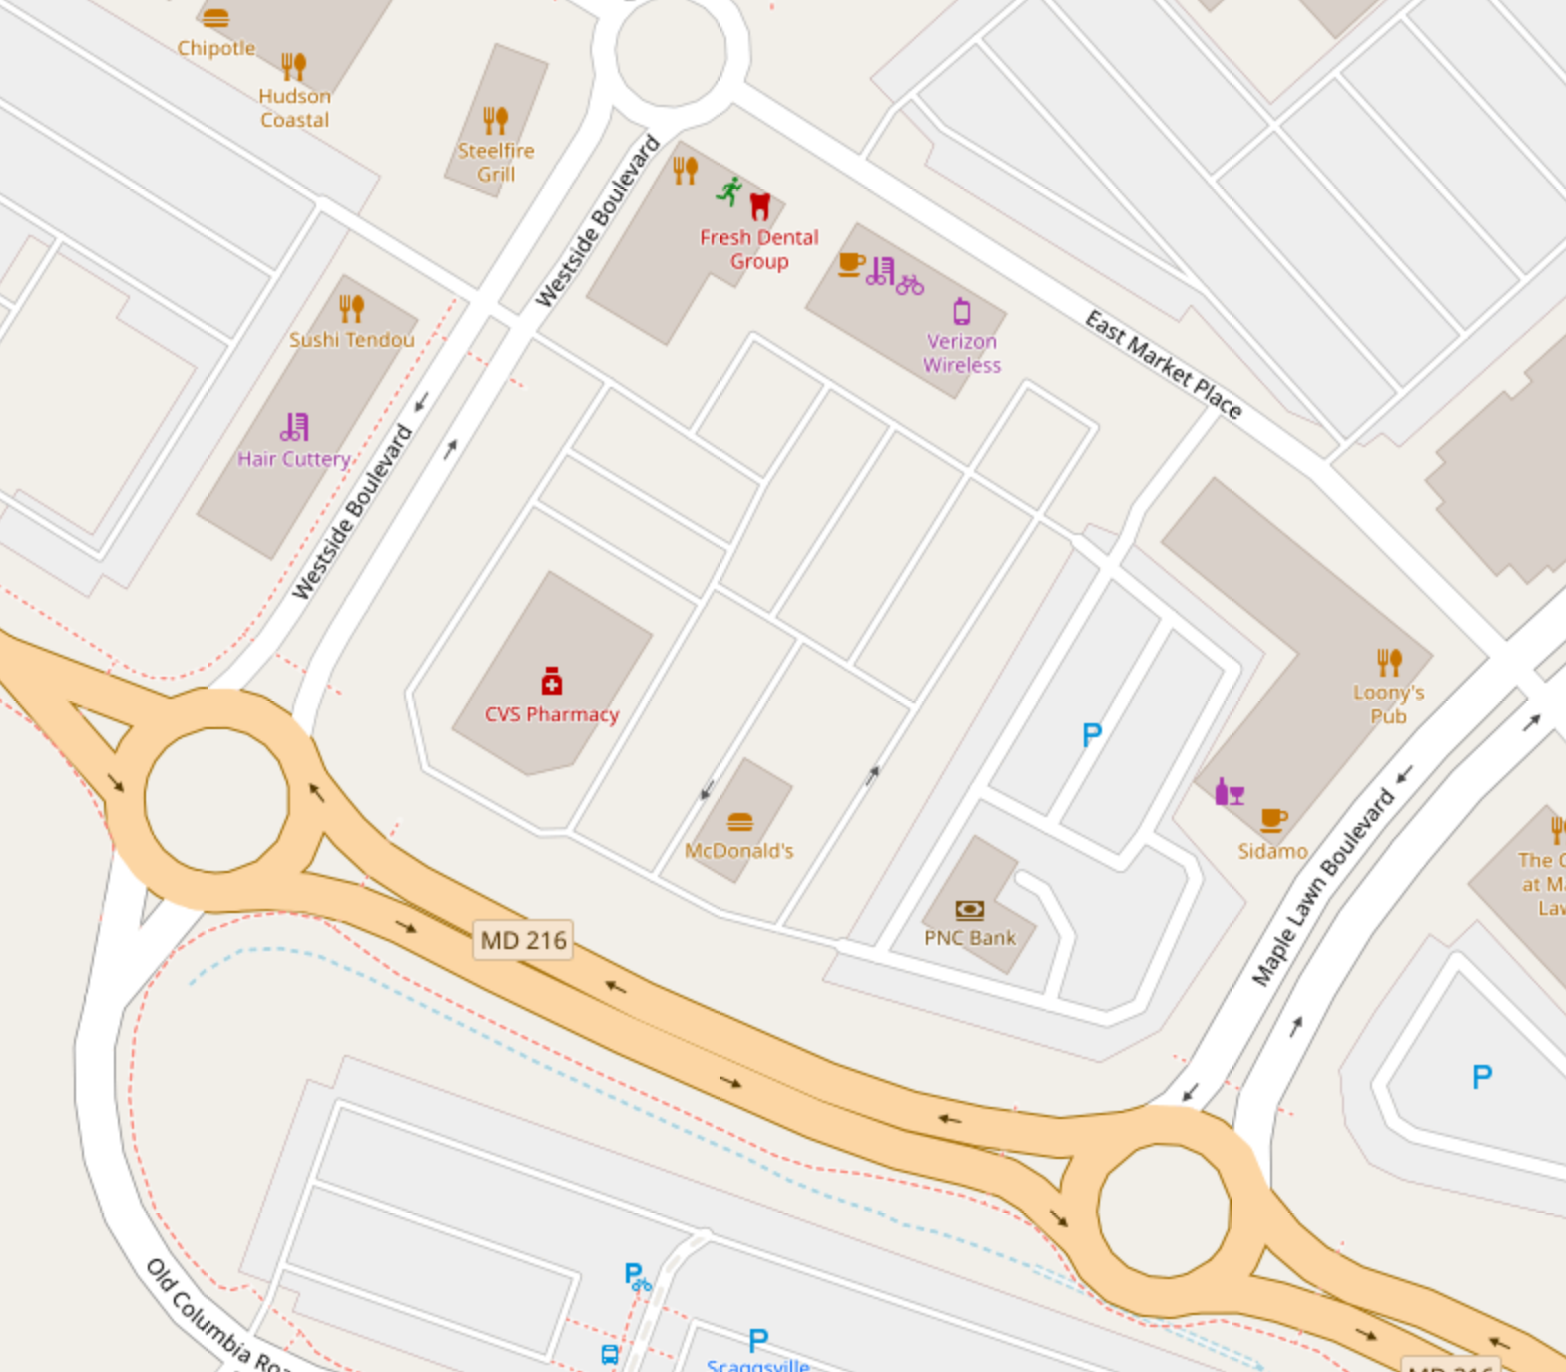 Chipotle
Hudson
Coastal
Steelfire
Grill
Westside Boulevard
Fresh Dental
Group
Sushi Tendou
Verizon
Wireless
East Market Place
Hair Cuttery
Westside Boulevard
CVS Pharmacy
P
Loony's
Pub
McDonald's
Sidamo
Maple Lawn Boulevard
PNC Bank
MD 216
P
Old Columbia
P
P
Scaggsville